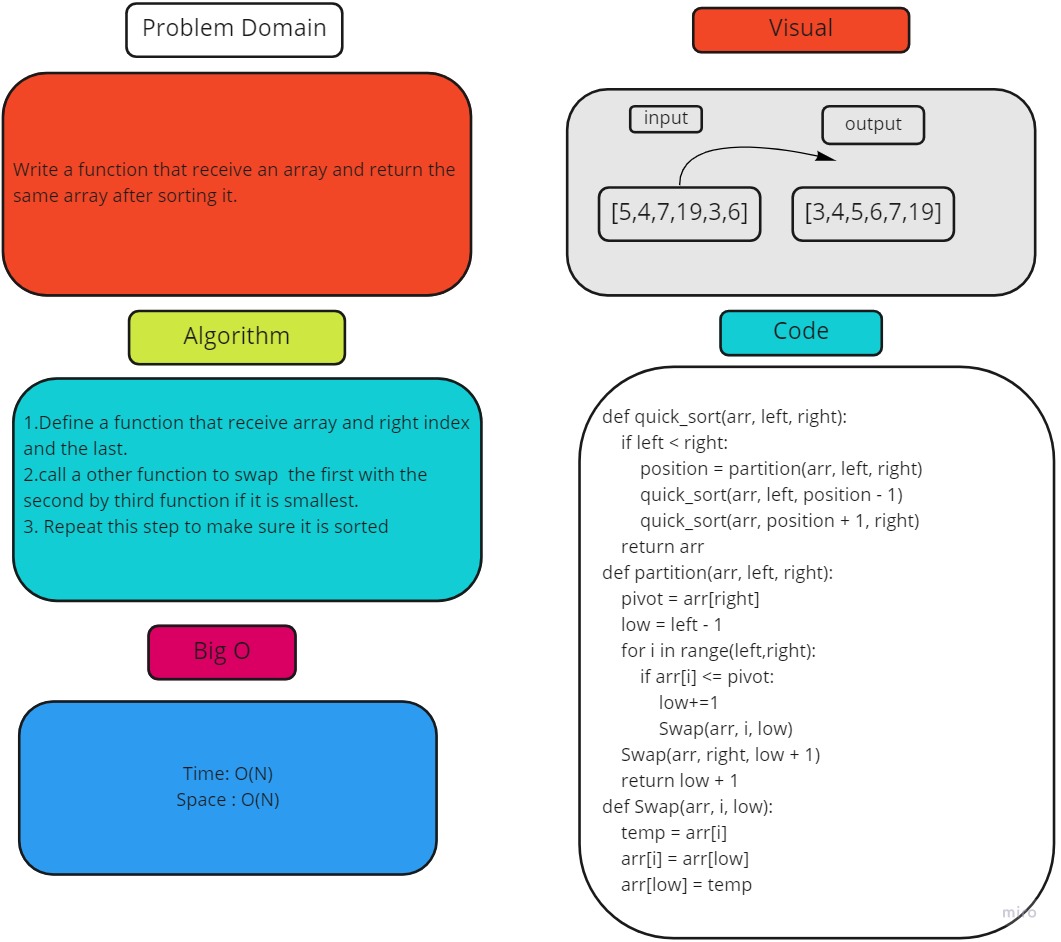 Problem Domain
Write a function that receive an array and return the
same array after sorting it.
Algorithm
1.Define a function that receive array and right index
and the last.
2.call a other function to swap  the first with the
second by third function if it is smallest.
3. Repeat this step to make sure it is sorted
Big O
Time: O(N)
Space : O(N)
Visual
input
output
[5,4,7,19,3,6]
[3,4,5,6,7,19]
Code
def quick_sort(arr, left, right):
    if left < right:
        position = partition(arr, left, right)
        quick_sort(arr, left, position - 1)
        quick_sort(arr, position + 1, right)
    return arr
def partition(arr, left, right):
    pivot = arr[right]
    low = left - 1
    for i in range(left,right):
        if arr[i] <= pivot:
            low+=1
            Swap(arr, i, low)
    Swap(arr, right, low + 1)
    return low + 1
def Swap(arr, i, low):
    temp = arr[i]
    arr[i] = arr[low]
    arr[low] = temp
miro